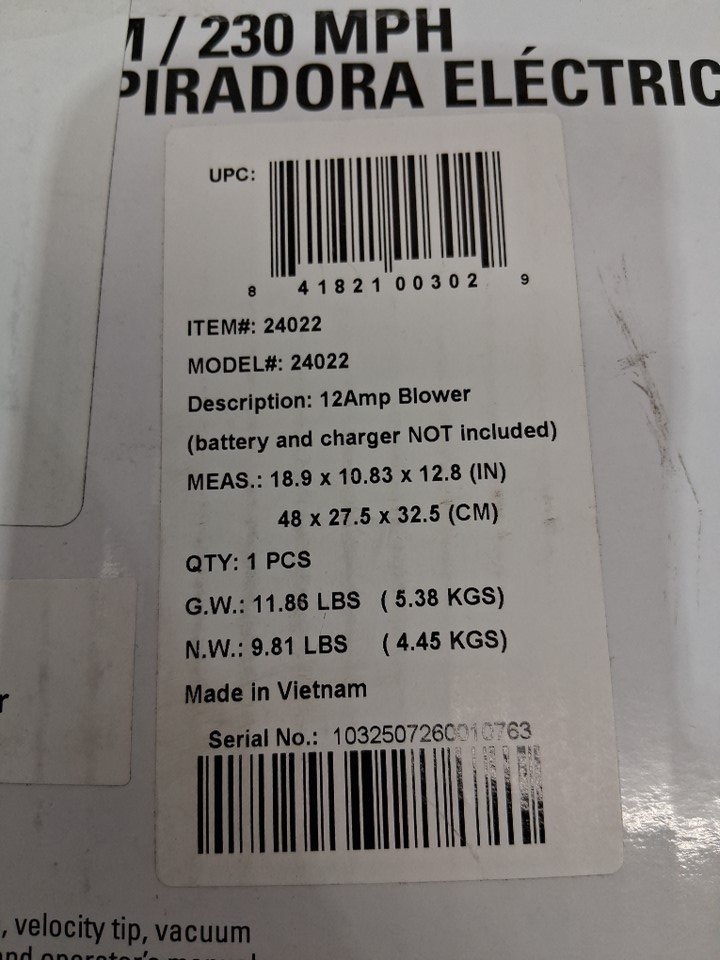 / 230 MPH
PIRADORA ELÉCTRIC
UPC:
8 41821 00302 9
ITEM#: 24022
MODEL#: 24022
Description: 12Amp Blower
(battery and charger NOT included)
MEAS.: 18.9 x 10.83 x 12.8 (IN)
48 x 27.5 x 32.5 (CM)
QTY: 1 PCS
G.W.: 11.86 LBS ( 5.38 KGS)
N.W.: 9.81 LBS ( 4.45 KGS)
Made in Vietnam
Serial No.: 1032507260010763
r
, velocity tip, vacuum